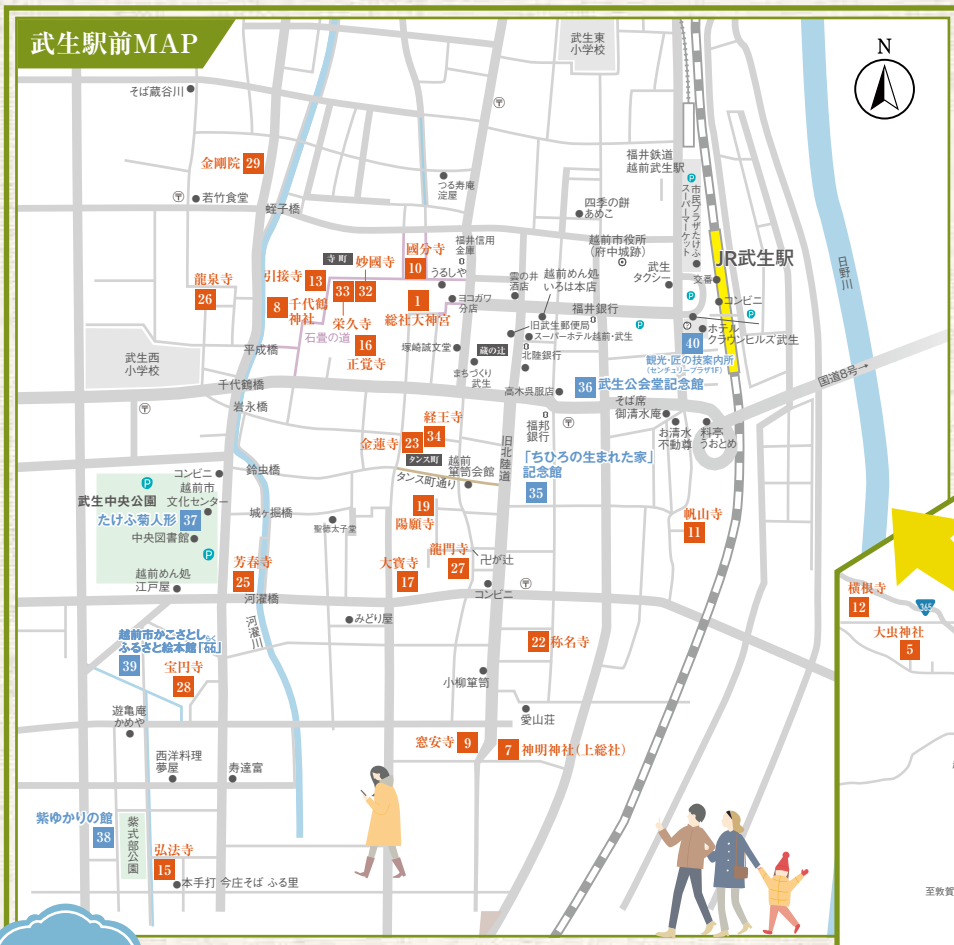 武生駅前MAP
武生東
小学校
N
そば蔵谷川
〒
金剛院 29
〒
若竹食堂
蛭子橋
つる寿庵
淀屋
福井鉄道
越前武生駅
P
市民プラザたけふ
スーパーマーケット
四季の餅
あめこ
日野川
寺町
妙國寺
國分寺
10
福井信用
金庫
越前市役所
(府中城跡)
JR武生駅
龍泉寺
26
引接寺 13
33 32
うるしや
雲の井
酒店
越前めん処
いろは本店
武生
タクシー
交番
8 千代鶴
神社
栄久寺
1
総社大神宮
ヨコガワ
分店
福井銀行
P
コンビニ
P
石畳の道
16
正覚寺
旧武生郵便局
スーパーホテル越前・武生
P
ホテル
クラウンヒルズ武生
平成橋
塚崎誠文堂
蔵の辻
北陸銀行
40
観光・匠の技案内所
(センチュリープラザ1F)
武生西
小学校
まちづくり
武生
国道8号→
千代鶴橋
高木呉服店
36 武生公会堂記念館
〒
岩永橋
そば席
御清水庵
経王寺
34
金蓮寺 23
福邦
銀行
〒
旧北陸道
お清水
不動尊
料亭
うおとめ
タンス町
越前
簞笥会館
タンス町通り
「ちひろの生まれた家」
記念館
35
鈴虫橋
コンビニ
P
越前市
文化センター
武生中央公園
たけふ菊人形 37
中央図書館
P
城ヶ掘橋
聖徳太子堂
19
陽願寺
帆山寺
11
越前めん処
江戸屋
芳春寺
25
大寶寺
17
龍門寺
27
卍が辻
コンビニ
〒
河濯橋
河濯川
みどり屋
横根寺
12
365
大虫神社
5
越前市かこさとし
ふるさと絵本館「砳」
らく
39
宝円寺
28
22 称名寺
小柳簞笥
遊亀庵
かめや
愛山荘
窓安寺 9
7 神明神社(上総社)
西洋料理
夢屋
寿達富
紫ゆかりの館
38
紫式部公園
弘法寺
15
本手打 今庄そば ふる里
至敦賀